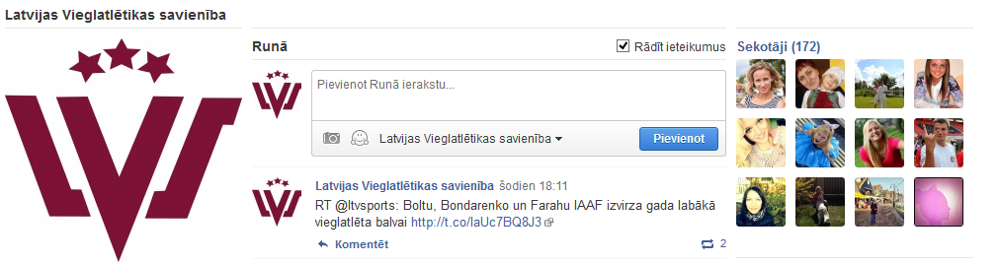 Latvijas Vieglatlētikas savienība
Runā
Rādīt ieteikumus
Pievienot Runā ierakstu...
Latvijas Vieglatlētikas savienība
Pievienot
Latvijas Vieglatlētikas savienība šodien 18:11
RT @ltvsports: Boltu, Bondarenko un Farahu IAAF izvirza gada labākā
vieglatlēta balvai http://t.co/IaUc7BQ8J3
Komentēt
2
Sekotāji (172)